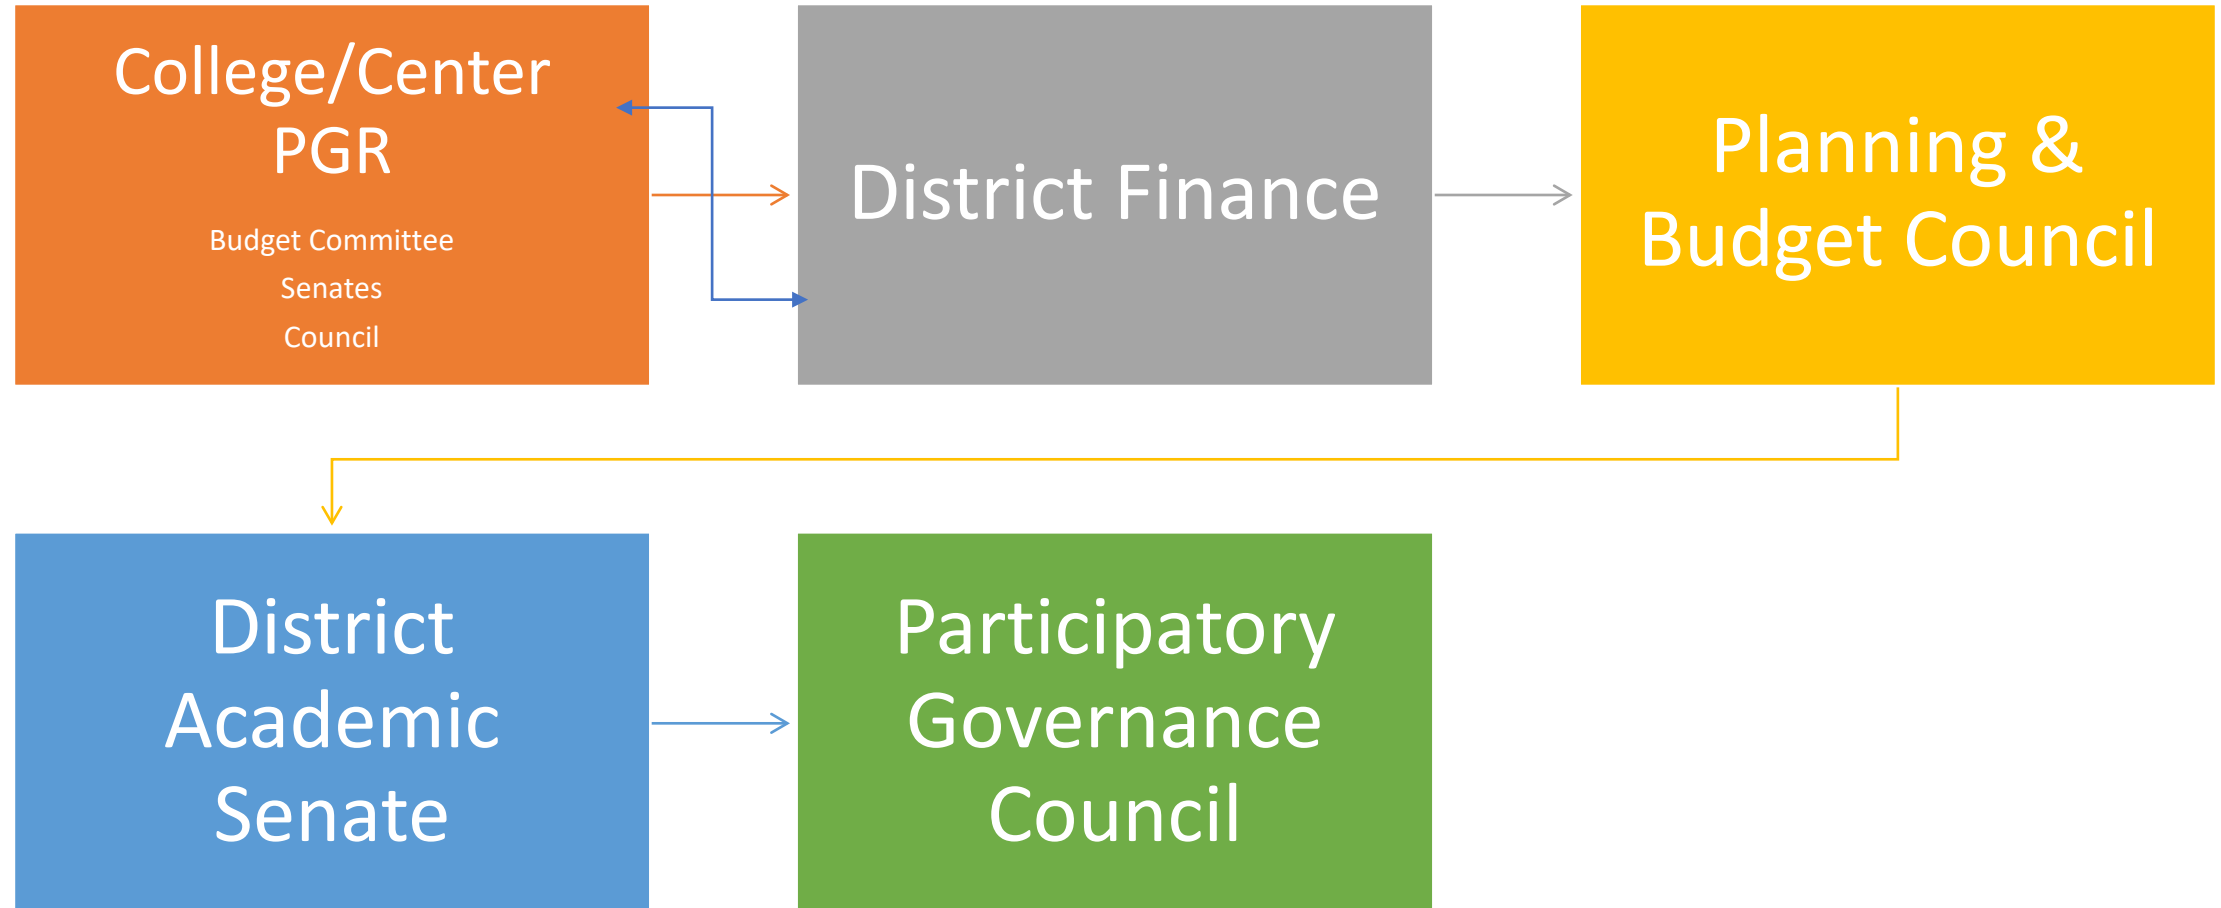 College/Center
PGR
Budget Committee
Senates
Council
District Finance
Planning &
Budget Council
District
Academic
Senate
Participatory
Governance
Council